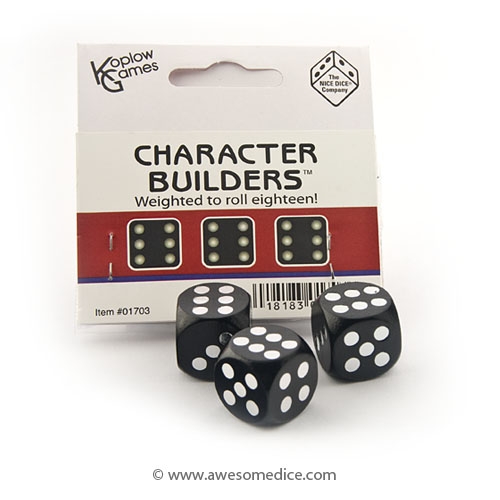 Koplow
Games
The
NICE DICE®
Company
CHARACTER
BUILDERS™
Weighted to roll eighteen!
Item #01703
18183
© www.awesomedice.com